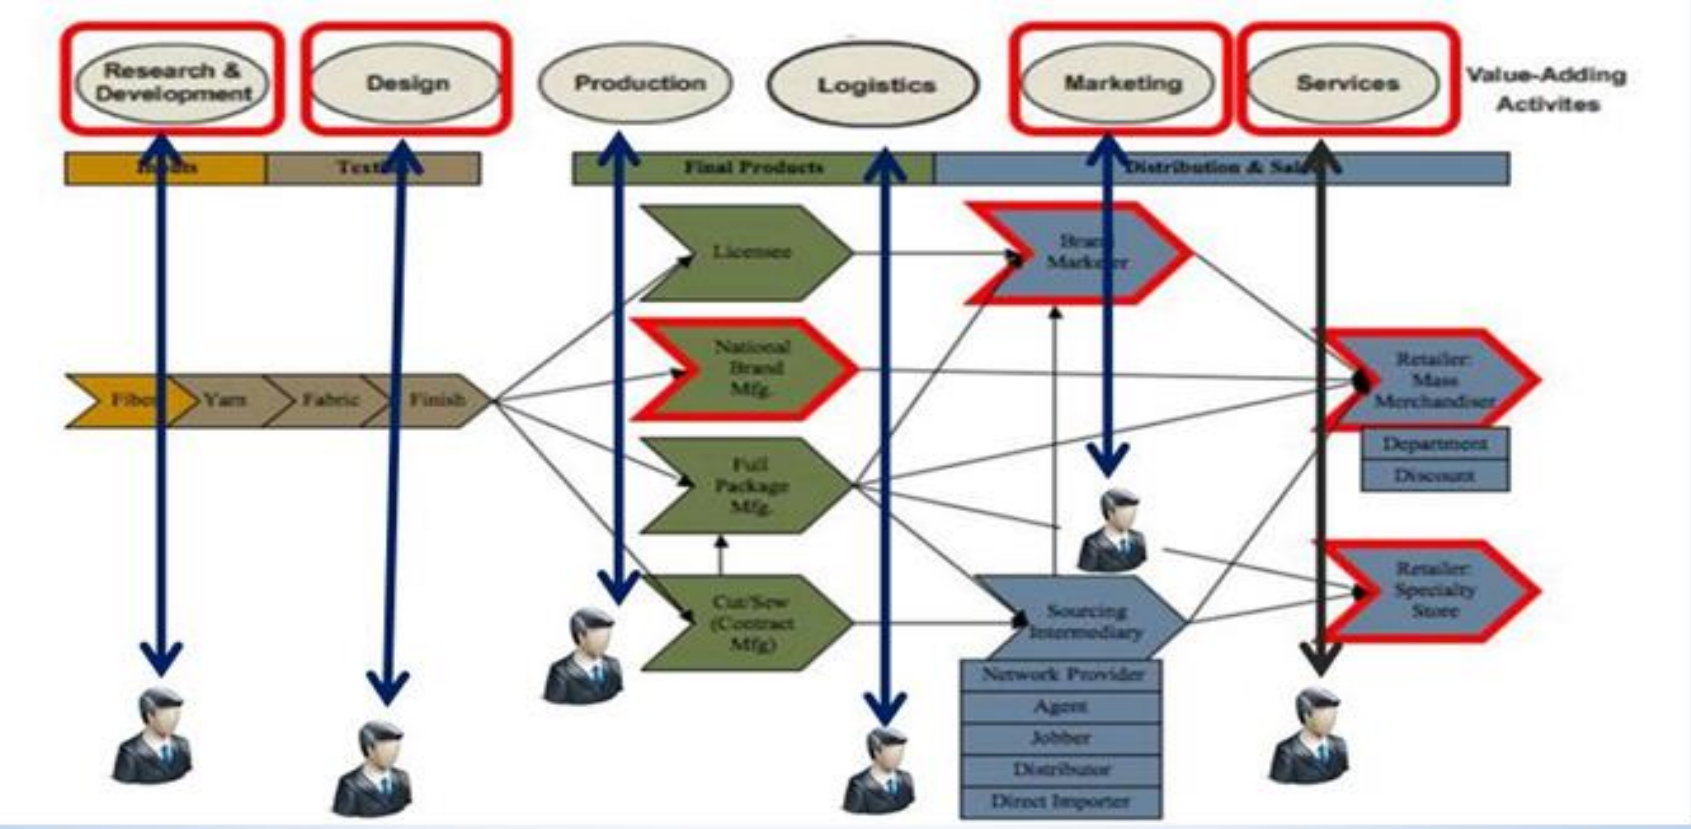 Research &
Development
Design
Production
Logistics
Marketing
Services
Value-Adding
Activites
Final Products
Distribution &
Licensee
Brand
Marketer
National
Brand
Mfg.
Retailer:
Mass
Merchandiser
Fiber
Yarn
Fabric
Finish
Department
Discount
Full
Package
Mfg.
Cut/Sew
(Contract
Mfg)
Sourcing
Intermediary
Retailer:
Specialty
Store
Network Provider
Agent
Jobber
Distributor
Direct Importer